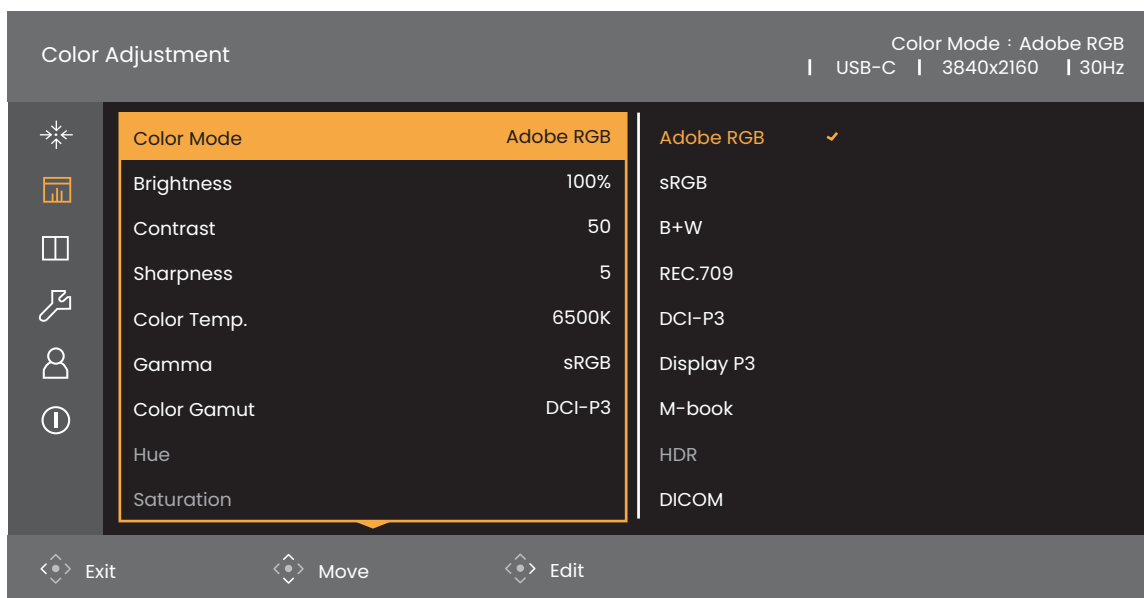 Color Adjustment
Color Mode : Adobe RGB
USB-C | 3840x2160 | 30Hz
Color Mode Adobe RGB
Brightness 100%
Contrast 50
Sharpness 5
Color Temp. 6500K
Gamma sRGB
Color Gamut DCI-P3
Hue
Saturation
Adobe RGB
sRGB
B+W
REC.709
DCI-P3
Display P3
M-book
HDR
DICOM
Exit Move Edit